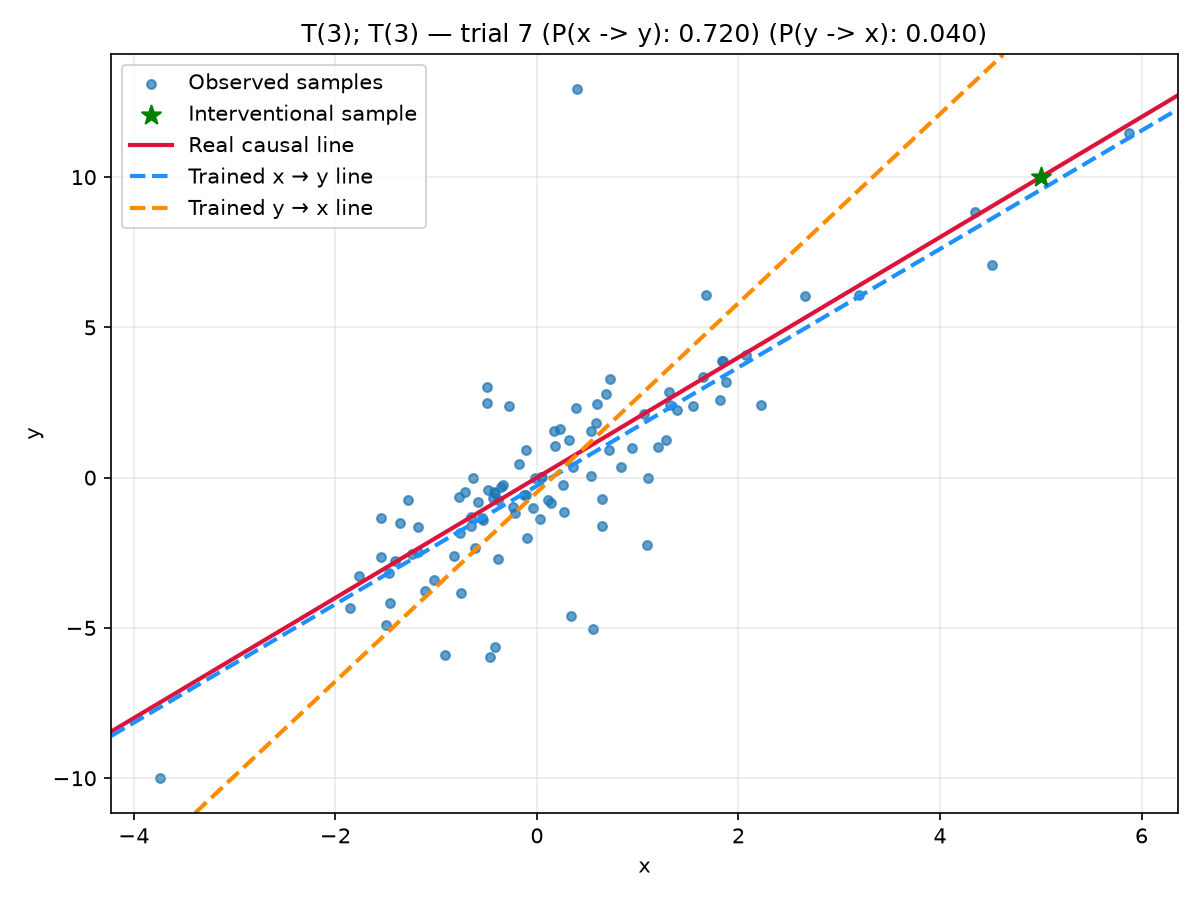 T(3); T(3) — trial 7 (P(x -> y): 0.720) (P(y -> x): 0.040)
Observed samples
Interventional sample
Real causal line
Trained x → y line
Trained y → x line
10
5
0
−5
−10
y
−4
−2
0
2
4
6
x